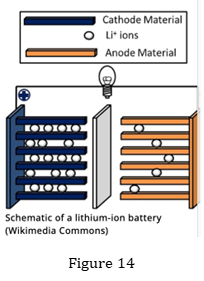 Cathode Material
Li⁺ ions
Anode Material
+
Schematic of a lithium-ion battery
(Wikimedia Commons)
Figure 14